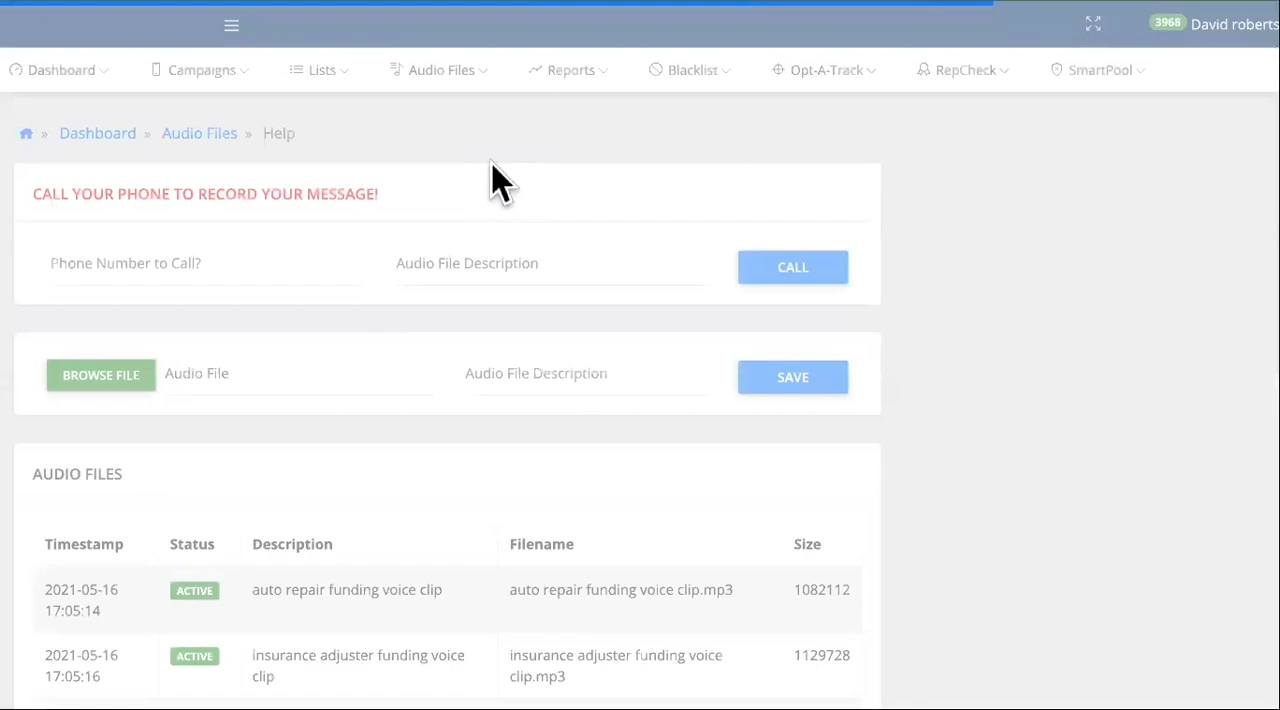 3968 David roberts
Dashboard Campaigns Lists Audio Files Reports Blacklist Opt-A-Track RepCheck SmartPool
» Dashboard » Audio Files » Help
CALL YOUR PHONE TO RECORD YOUR MESSAGE!
Phone Number to Call? Audio File Description CALL
BROWSE FILE Audio File Audio File Description SAVE
AUDIO FILES
Timestamp Status Description Filename Size
2021-05-16 ACTIVE auto repair funding voice clip auto repair funding voice clip.mp3 1082112
17:05:14
2021-05-16 ACTIVE insurance adjuster funding voice insurance adjuster funding voice 1129728
17:05:16 clip clip.mp3